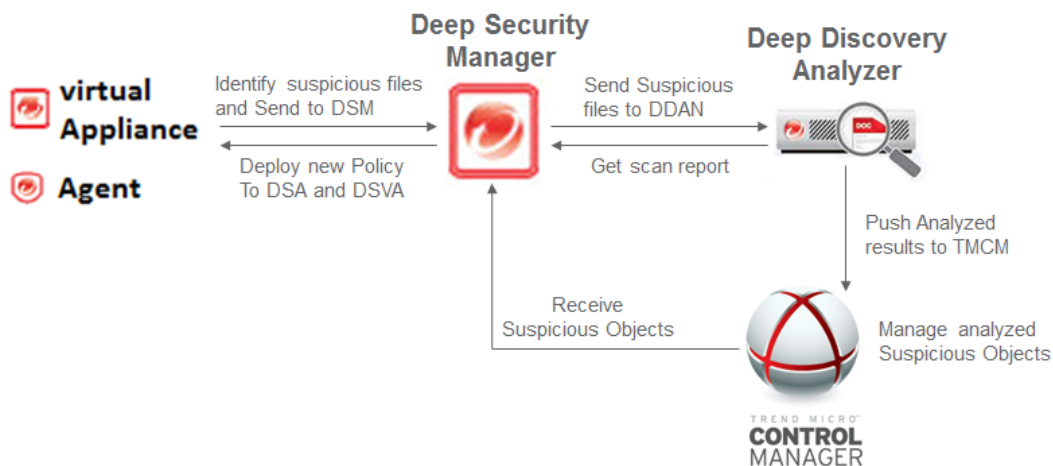 Deep Security
Manager
Deep Discovery
Analyzer
virtual
Appliance
Agent
Identify suspicious files
and Send to DSM
Deploy new Policy
To DSA and DSVA
Send Suspicious
files to DDAN
Get scan report
DOC
Push Analyzed
results to TMCM
Receive
Suspicious Objects
Manage analyzed
Suspicious Objects
TREND MICRO™
CONTROL
MANAGER